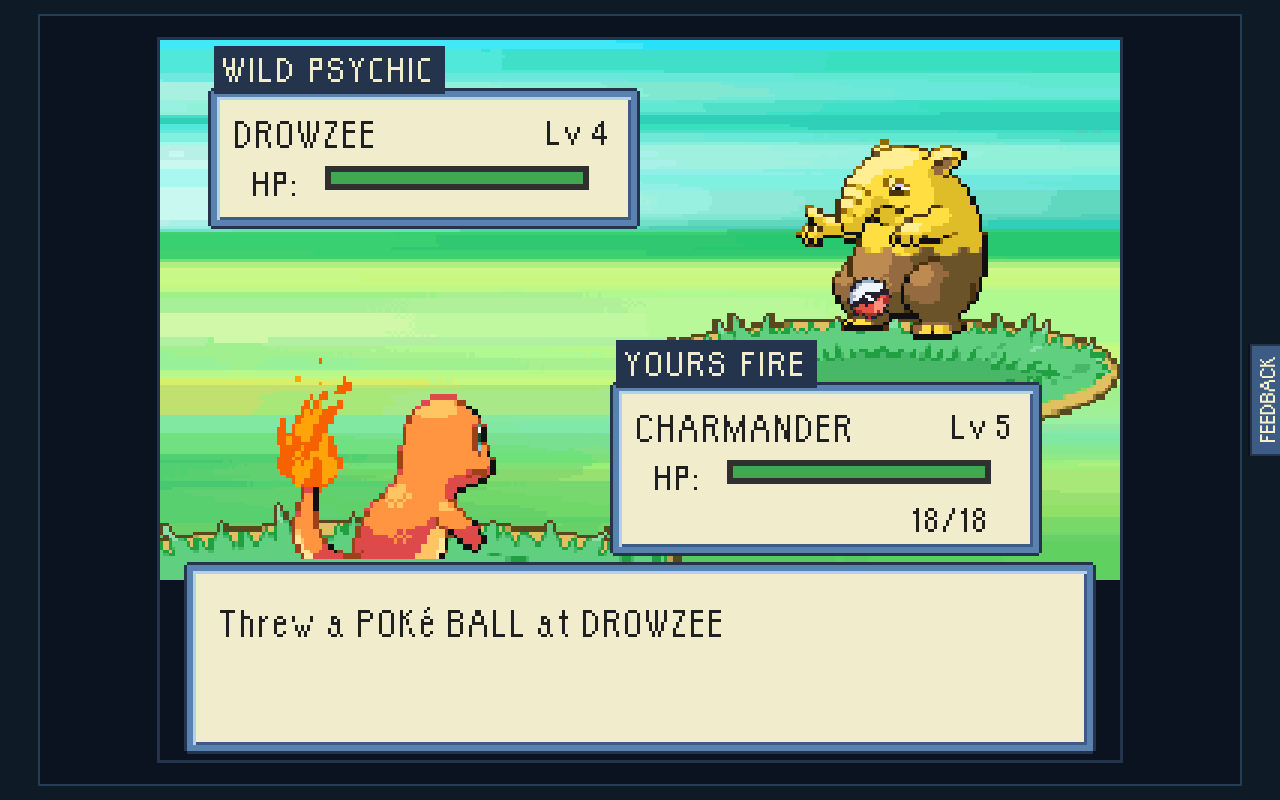 WILD PSYCHIC
DROWZEE Lv 4
HP:
YOURS FIRE
CHARMANDER Lv 5
HP:
18/18
FEEDBACK
Threw a POKé BALL at DROWZEE